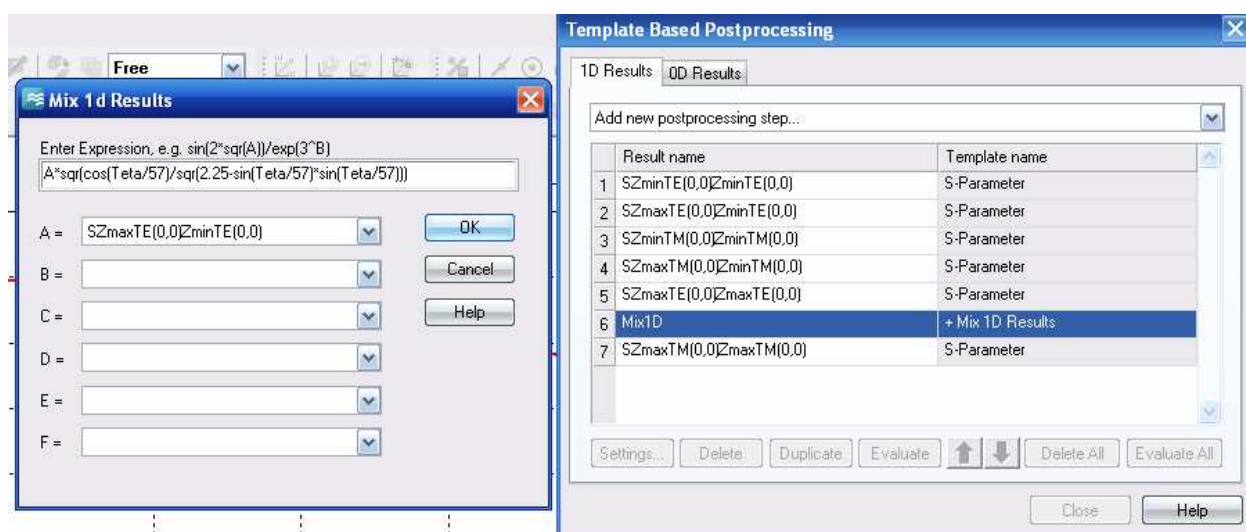 Free
Mix 1d Results
Enter Expression, e.g. sin(2*sqr(A))/exp(3^B)
A*sqr(cos(Teta/57)/sqr(2.25-sin(Teta/57)*sin(Teta/57)))
A = SZmaxTE(0,0)ZminTE(0,0)
B =
C =
D =
E =
F =
OK
Cancel
Help
Template Based Postprocessing
1D Results 0D Results
Add new postprocessing step...
Result name Template name
1 SZminTE(0,0)ZminTE(0,0) S-Parameter
2 SZmaxTE(0,0)ZminTE(0,0) S-Parameter
3 SZminTM(0,0)ZminTM(0,0) S-Parameter
4 SZmaxTM(0,0)ZminTM(0,0) S-Parameter
5 SZmaxTE(0,0)ZmaxTE(0,0) S-Parameter
6 Mix1D + Mix 1D Results
7 SZmaxTM(0,0)ZmaxTM(0,0) S-Parameter
Settings... Delete Duplicate Evaluate Delete All Evaluate All
Close Help